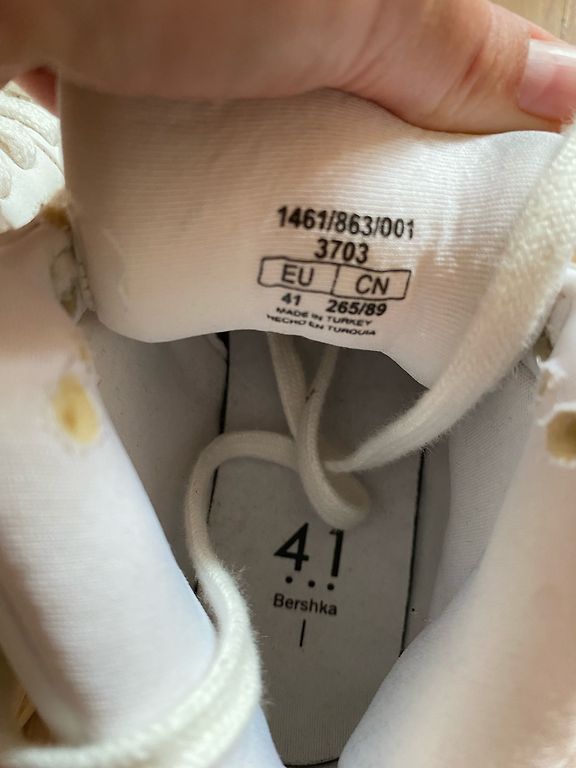 1461/863/001
3703
EU CN
41 265/89
MADE IN TURKEY
HECHO EN TURQUIA
41
Bershka